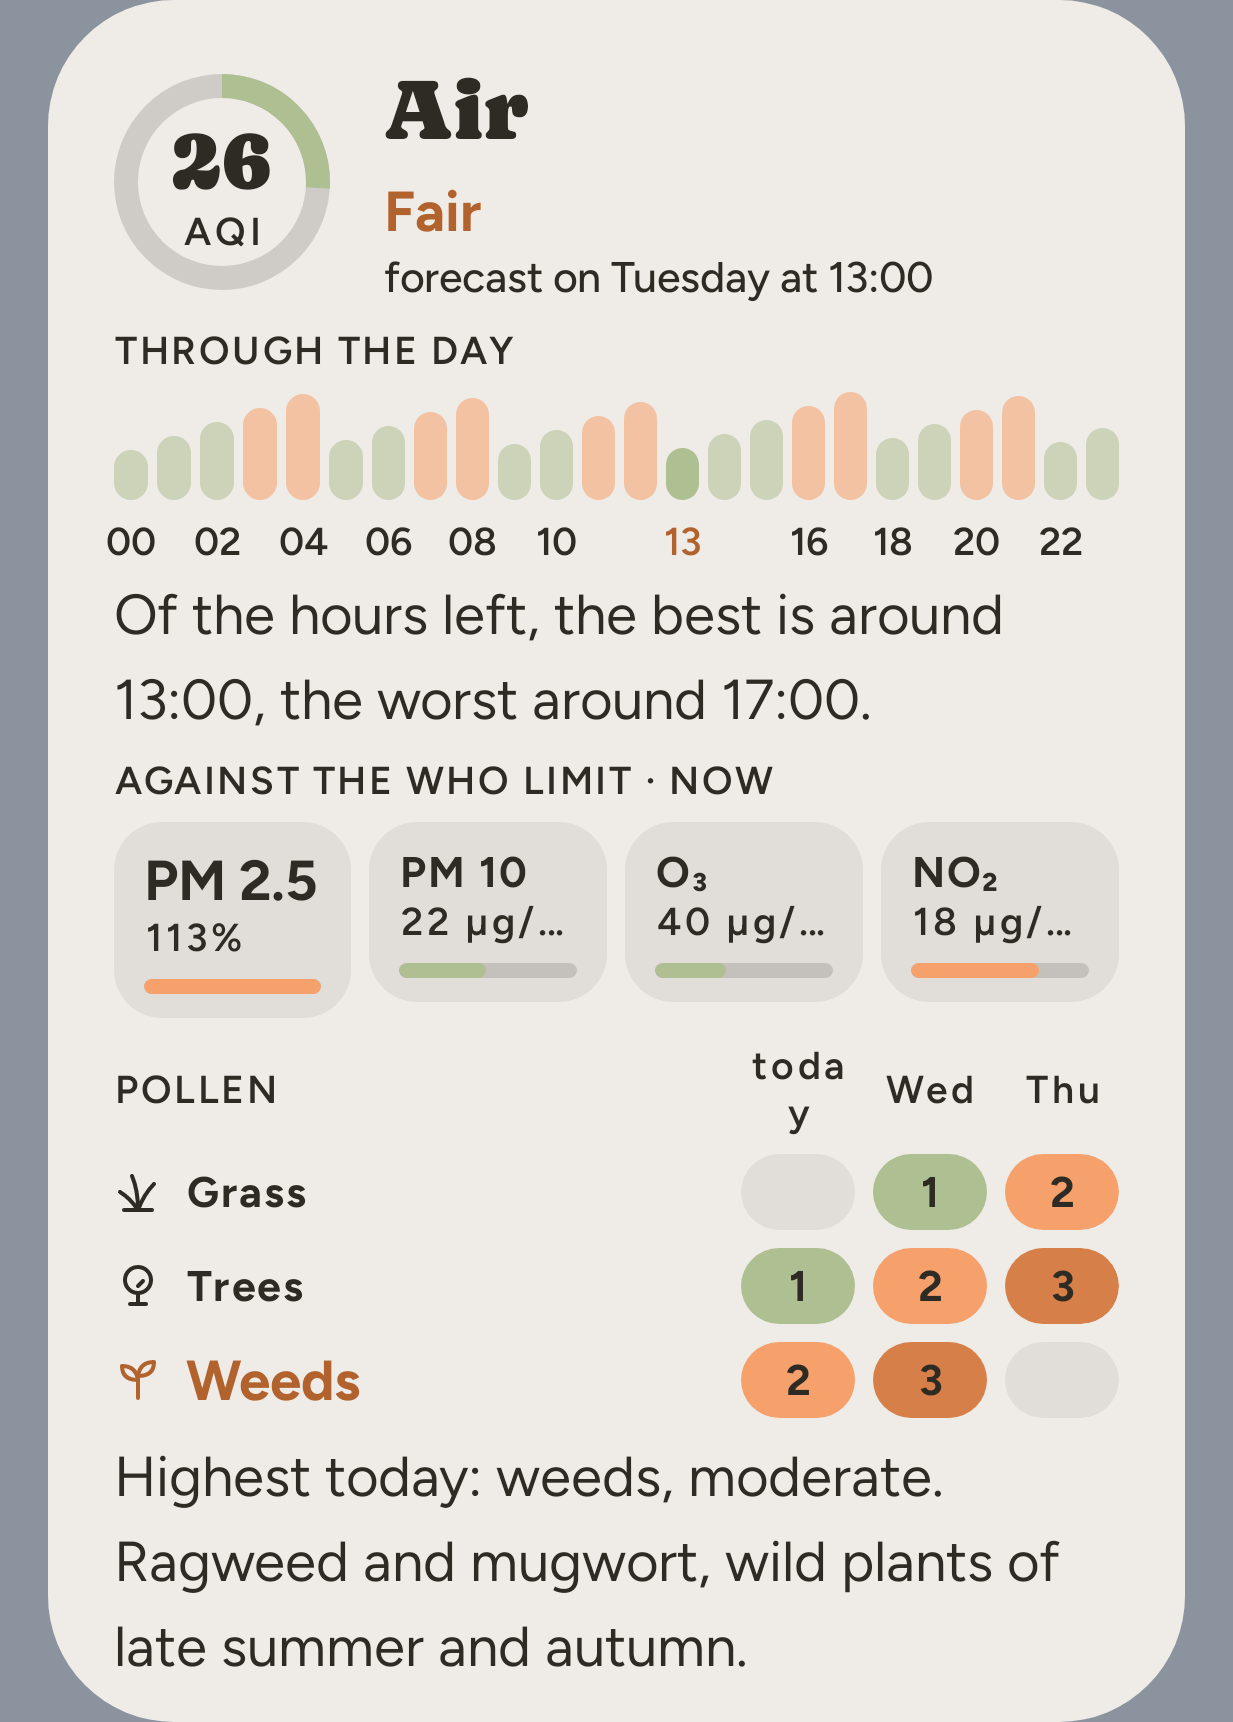 26
AQI
Air
Fair
forecast on Tuesday at 13:00
THROUGH THE DAY
00 02 04 06 08 10 13 16 18 20 22
Of the hours left, the best is around
13:00, the worst around 17:00.
AGAINST THE WHO LIMIT · NOW
PM 2.5
113%
PM 10
22 µg/...
O₃
40 µg/...
NO₂
18 µg/...
POLLEN
toda
y
Wed
Thu
Grass 1 2
Trees 1 2 3
Weeds 2 3
Highest today: weeds, moderate.
Ragweed and mugwort, wild plants of
late summer and autumn.